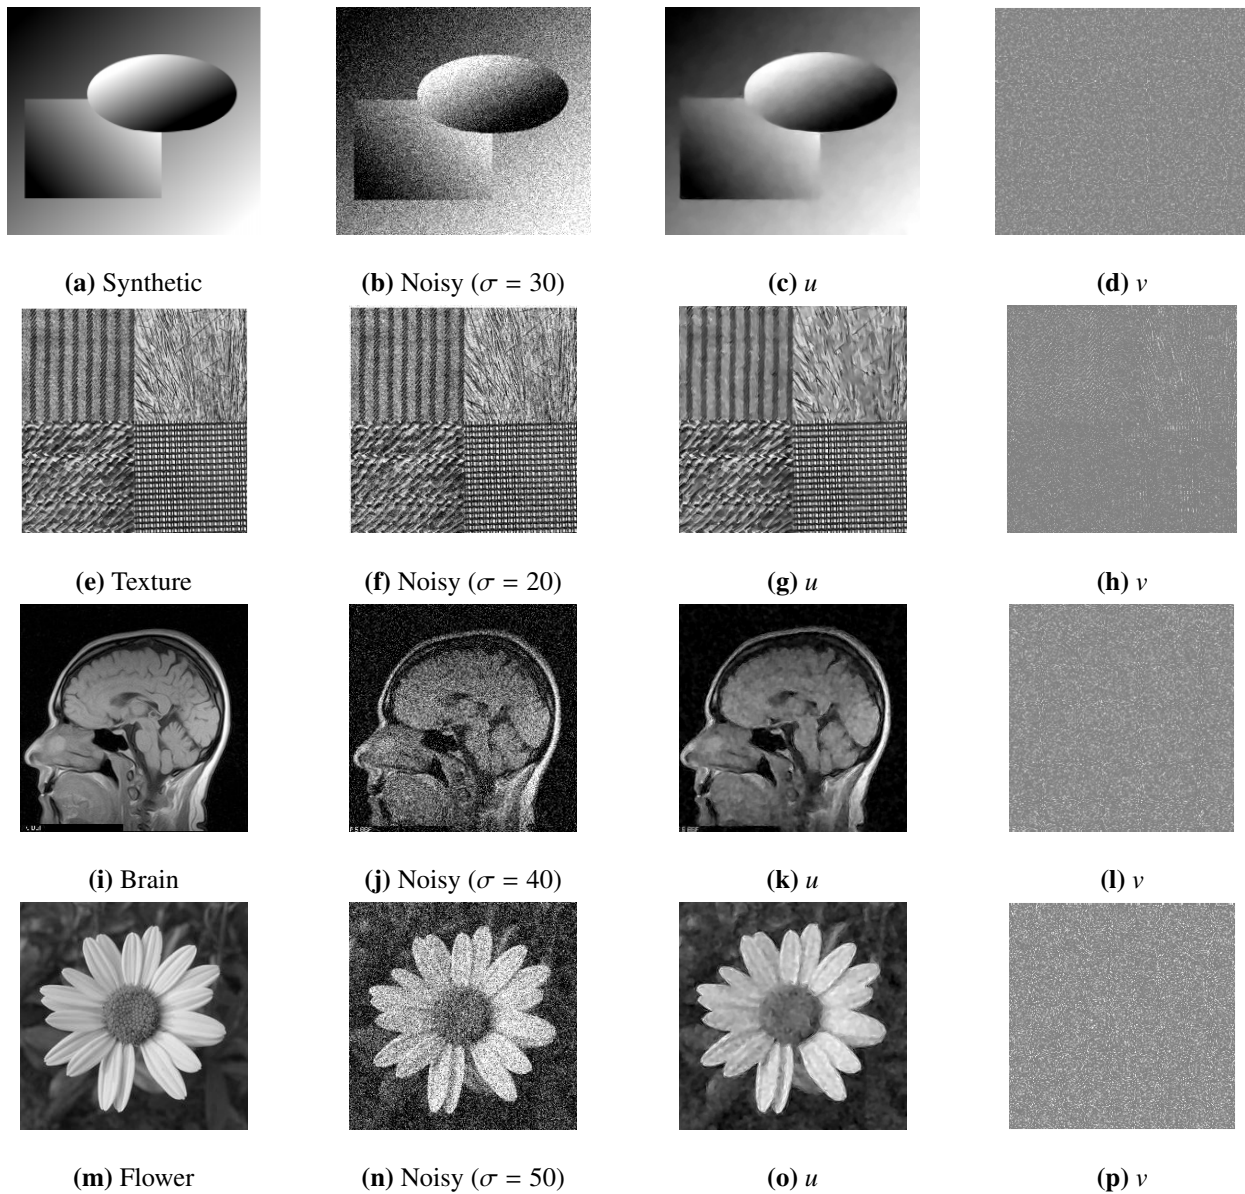 (a) Synthetic
(b) Noisy (σ = 30)
(c) u
(d) v
(e) Texture
(f) Noisy (σ = 20)
(g) u
(h) v
(i) Brain
(j) Noisy (σ = 40)
(k) u
(l) v
(m) Flower
(n) Noisy (σ = 50)
(o) u
(p) v